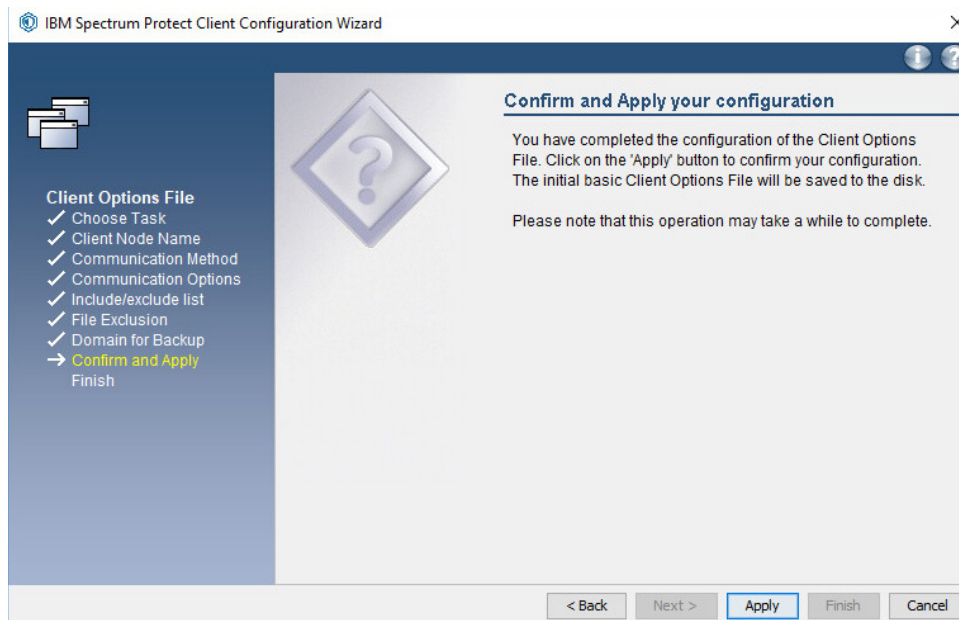 IBM Spectrum Protect Client Configuration Wizard
Client Options File
Choose Task
Client Node Name
Communication Method
Communication Options
Include/exclude list
File Exclusion
Domain for Backup
Confirm and Apply
Finish
Confirm and Apply your configuration
You have completed the configuration of the Client Options
File. Click on the 'Apply' button to confirm your configuration.
The initial basic Client Options File will be saved to the disk.
Please note that this operation may take a while to complete.
< Back Next > Apply Finish Cancel